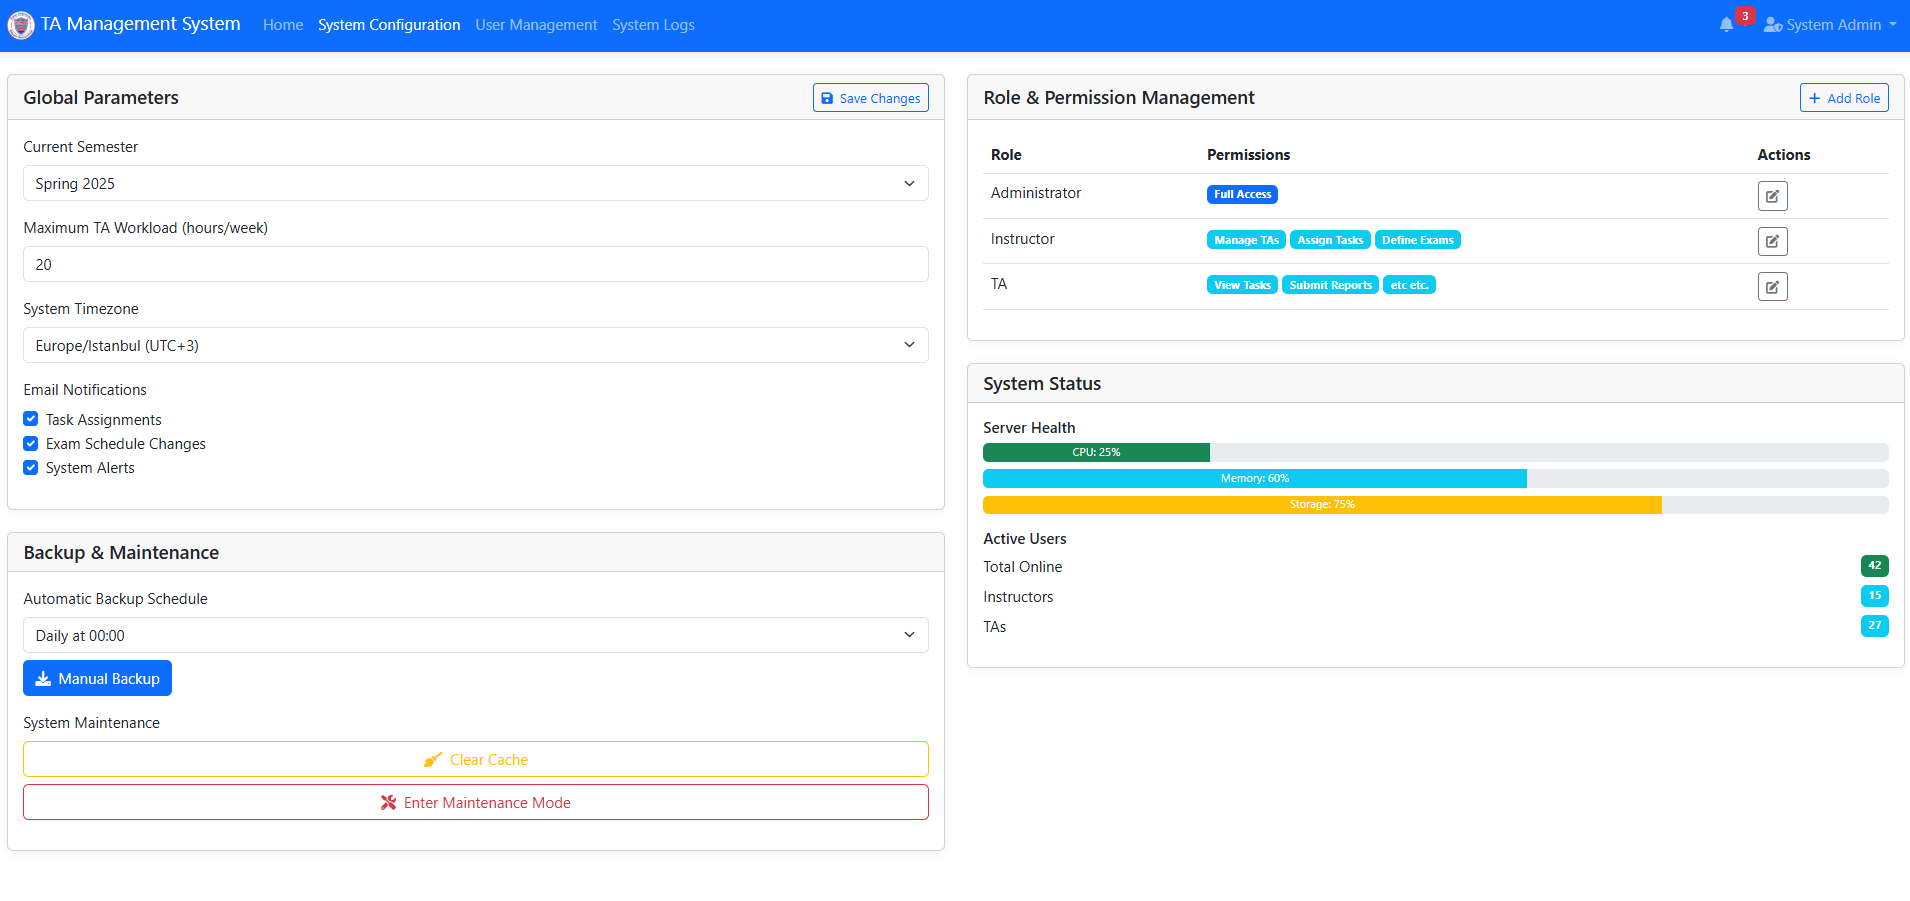 TA Management System Home System Configuration User Management System Logs 3 System Admin
Global Parameters
Save Changes
Current Semester
Spring 2025
Maximum TA Workload (hours/week)
20
System Timezone
Europe/Istanbul (UTC+3)
Email Notifications
Task Assignments
Exam Schedule Changes
System Alerts
Backup & Maintenance
Automatic Backup Schedule
Daily at 00:00
Manual Backup
System Maintenance
Clear Cache
Enter Maintenance Mode
Role & Permission Management
+ Add Role
Role Permissions Actions
Administrator Full Access
Instructor Manage TAs Assign Tasks Define Exams
TA View Tasks Submit Reports etc etc.
System Status
Server Health
CPU: 25%
Memory: 60%
Storage: 75%
Active Users
Total Online 42
Instructors 15
TAs 27